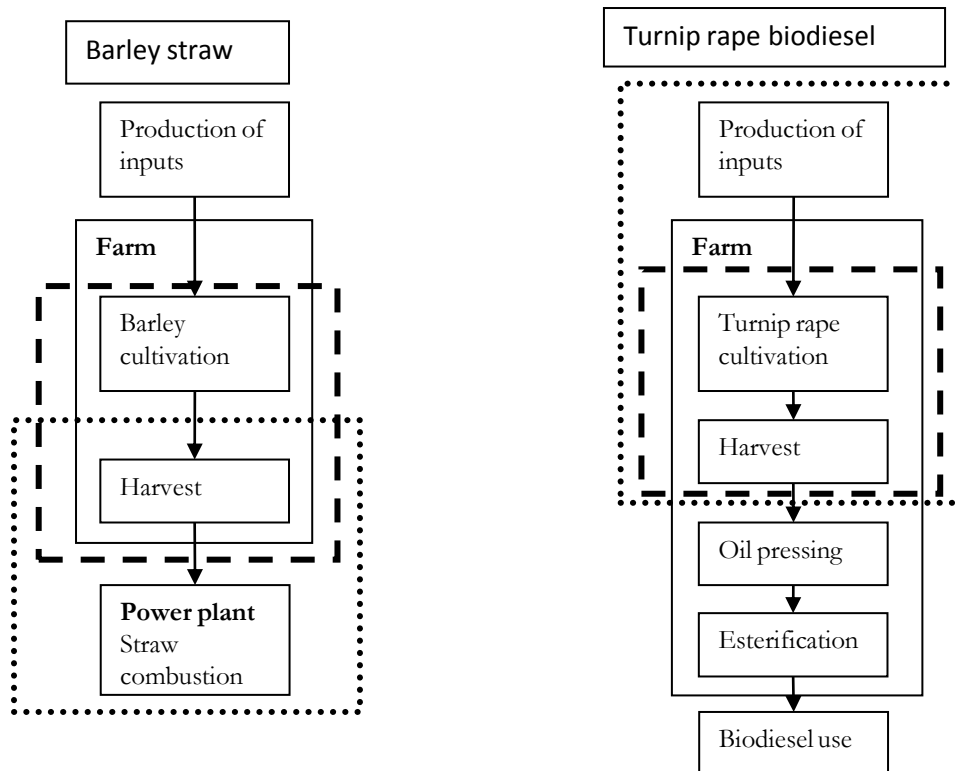 Barley straw
Production of
inputs
Farm
Barley
cultivation
Harvest
Power plant
Straw
combustion
Turnip rape biodiesel
Production of
inputs
Farm
Turnip rape
cultivation
Harvest
Oil pressing
Esterification
Biodiesel use